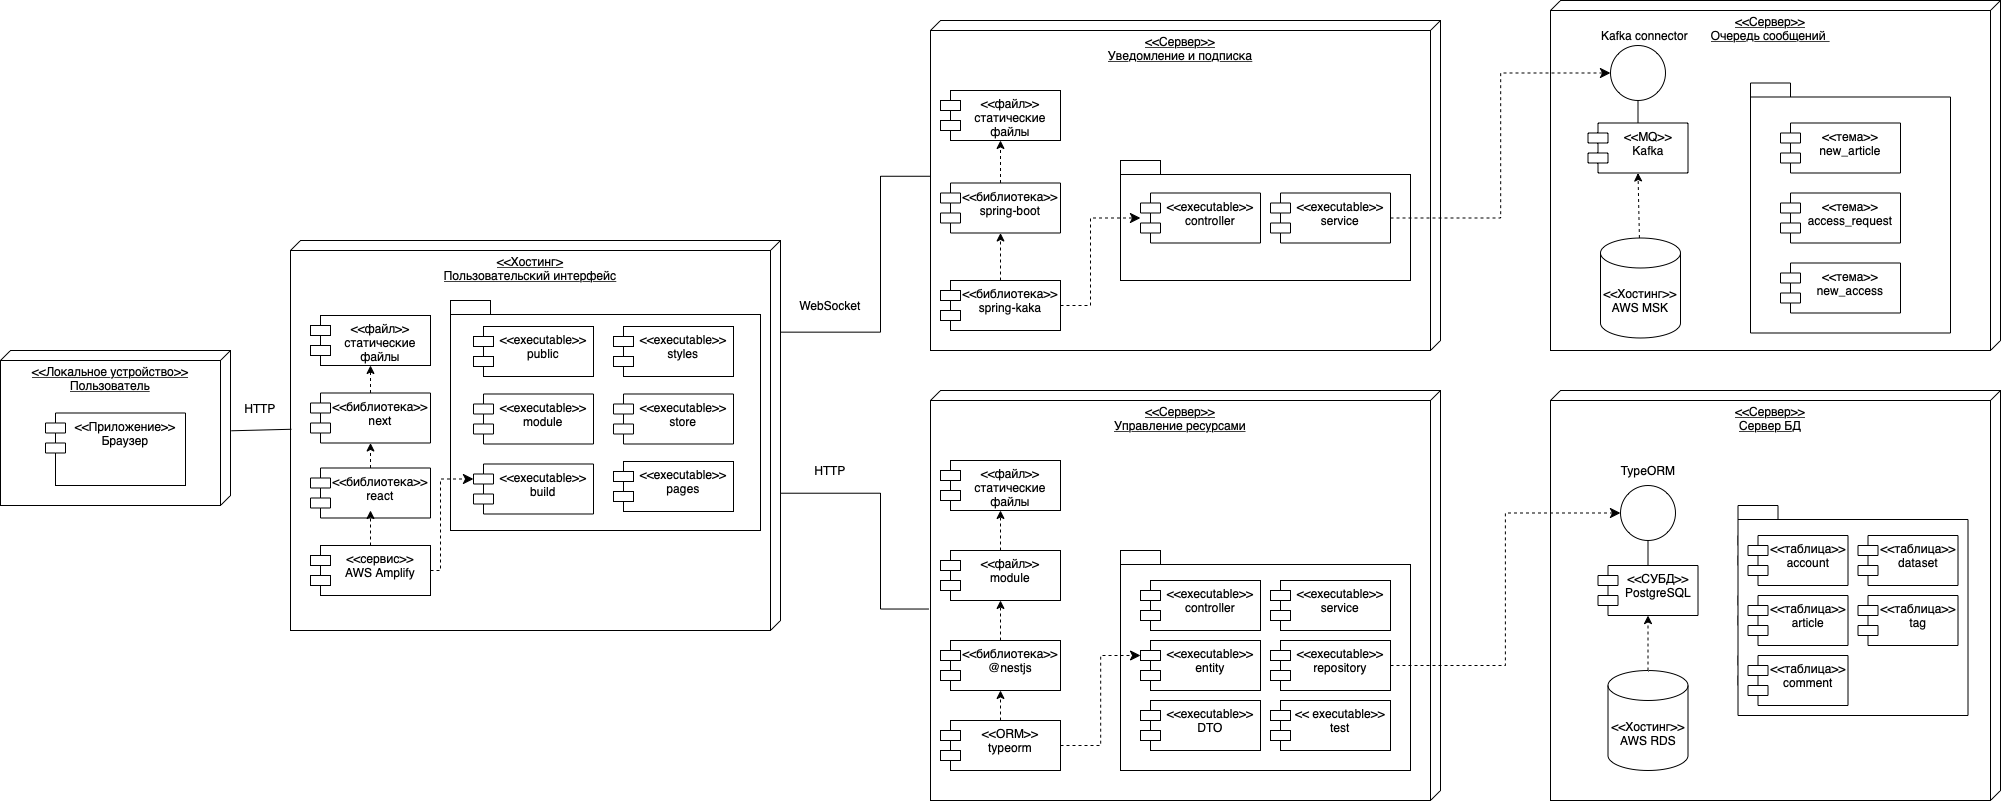 <<Локальное устройство>>
Пользователь
<<Приложение>>
Браузер
HTTP
<<Хостинг>
Пользовательский интерфейс
<<файл>>
статические
файлы
<<библиотека>>
next
<<библиотека>>
react
<<сервис>>
AWS Amplify
<<executable>>
public
<<executable>>
styles
<<executable>>
module
<<executable>>
store
<<executable>>
build
<<executable>>
pages
WebSocket
HTTP
<<Сервер>>
Уведомление и подписка
<<файл>>
статические
файлы
<<библиотека>>
spring-boot
<<библиотека>>
spring-kaka
<<executable>>
controller
<<executable>>
service
<<Сервер>>
Очередь сообщений
Kafka connector
<<MQ>>
Kafka
<<Хостинг>>
AWS MSK
<<тема>>
new_article
<<тема>>
access_request
<<тема>>
new_access
<<Сервер>>
Управление ресурсами
<<файл>>
статические
файлы
<<файл>>
module
<<библиотека>>
@nestjs
<<ORM>>
typeorm
<<executable>>
controller
<<executable>>
service
<<executable>>
entity
<<executable>>
repository
<<executable>>
DTO
<< executable>>
test
<<Сервер>>
Сервер БД
TypeORM
<<СУБД>>
PostgreSQL
<<Хостинг>>
AWS RDS
<<таблица>>
account
<<таблица>>
dataset
<<таблица>>
article
<<таблица>>
tag
<<таблица>>
comment